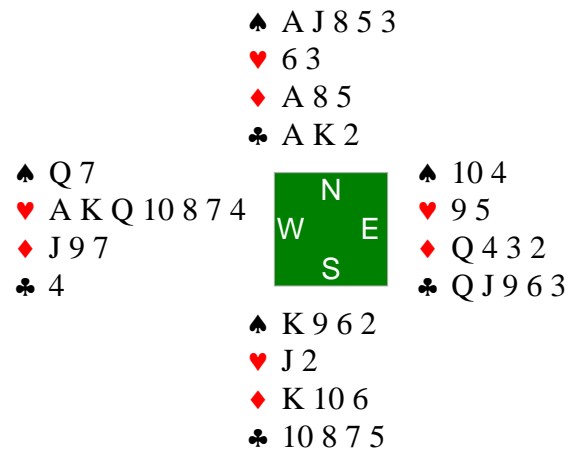 ♠ A J 8 5 3
♥ 6 3
♦ A 8 5
♣ A K 2
♠ Q 7
♥ A K Q 10 8 7 4
♦ J 9 7
♣ 4
N
W E
S
♠ 10 4
♥ 9 5
♦ Q 4 3 2
♣ Q J 9 6 3
♠ K 9 6 2
♥ J 2
♦ K 10 6
♣ 10 8 7 5